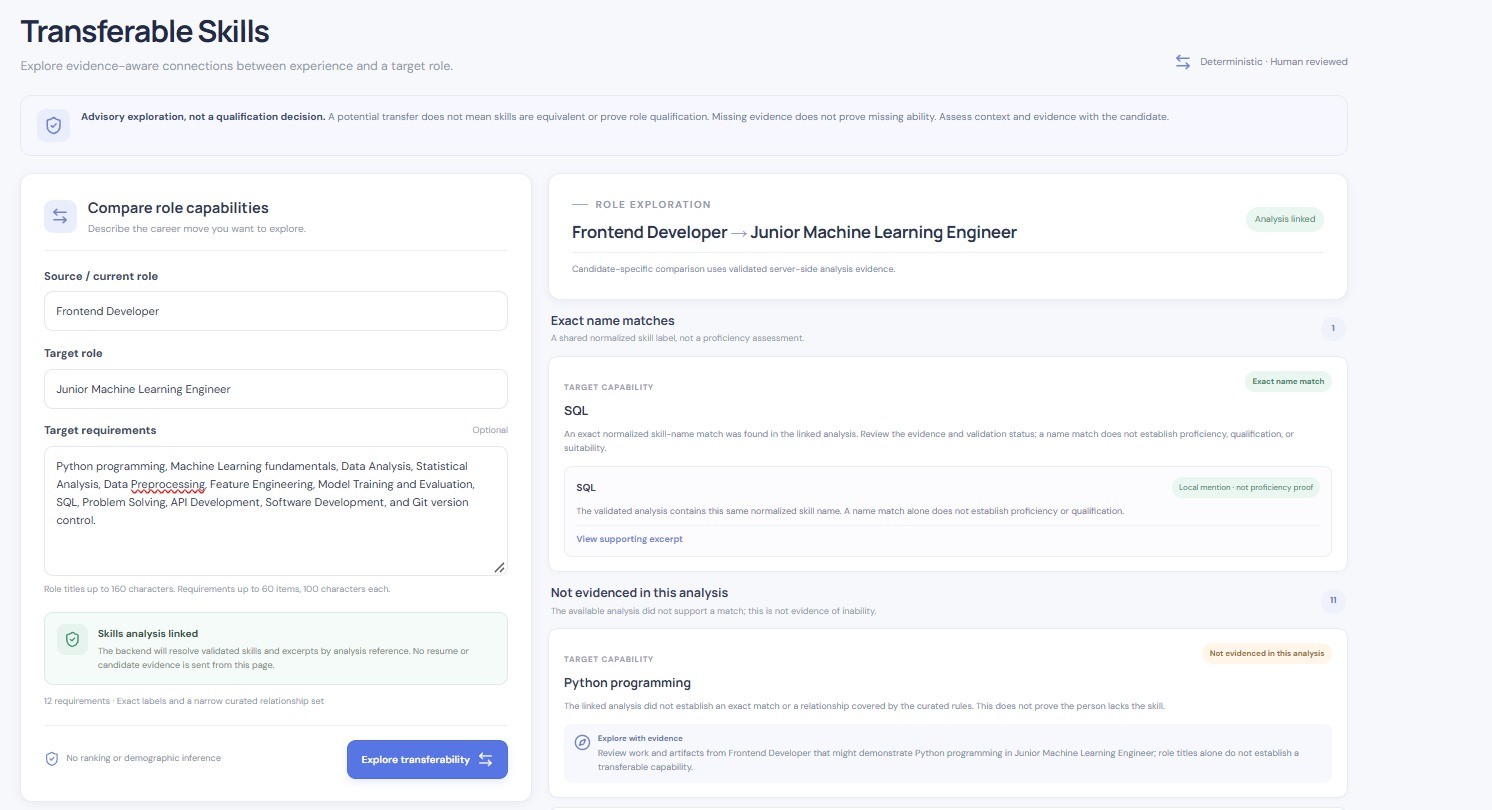 Transferable Skills
Explore evidence-aware connections between experience and a target role.
Deterministic · Human reviewed
Advisory exploration, not a qualification decision. A potential transfer does not mean skills are equivalent or prove role qualification. Missing evidence does not prove missing ability. Assess context and evidence with the candidate.
Compare role capabilities
Describe the career move you want to explore.
Source / current role
Frontend Developer
Target role
Junior Machine Learning Engineer
Target requirements
Optional
Python programming, Machine Learning fundamentals, Data Analysis, Statistical
Analysis, Data Preprocessing, Feature Engineering, Model Training and Evaluation,
SQL, Problem Solving, API Development, Software Development, and Git version
control.
Role titles up to 160 characters. Requirements up to 60 items, 100 characters each.
Skills analysis linked
The backend will resolve validated skills and excerpts by analysis reference. No resume or
candidate evidence is sent from this page.
12 requirements · Exact labels and a narrow curated relationship set
No ranking or demographic inference
Explore transferability
ROLE EXPLORATION
Frontend Developer → Junior Machine Learning Engineer
Analysis linked
Candidate-specific comparison uses validated server-side analysis evidence.
Exact name matches
A shared normalized skill label, not a proficiency assessment.
1
TARGET CAPABILITY
Exact name match
SQL
An exact normalized skill-name match was found in the linked analysis. Review the evidence and validation status; a name match does not establish proficiency, qualification, or
suitability.
SQL
Local mention · not proficiency proof
The validated analysis contains this same normalized skill name. A name match alone does not establish proficiency or qualification.
View supporting excerpt
Not evidenced in this analysis
The available analysis did not support a match; this is not evidence of inability.
11
TARGET CAPABILITY
Not evidenced in this analysis
Python programming
The linked analysis did not establish an exact match or a relationship covered by the curated rules. This does not prove the person lacks the skill.
Explore with evidence
Review work and artifacts from Frontend Developer that might demonstrate Python programming in Junior Machine Learning Engineer; role titles alone do not establish a
transferable capability.